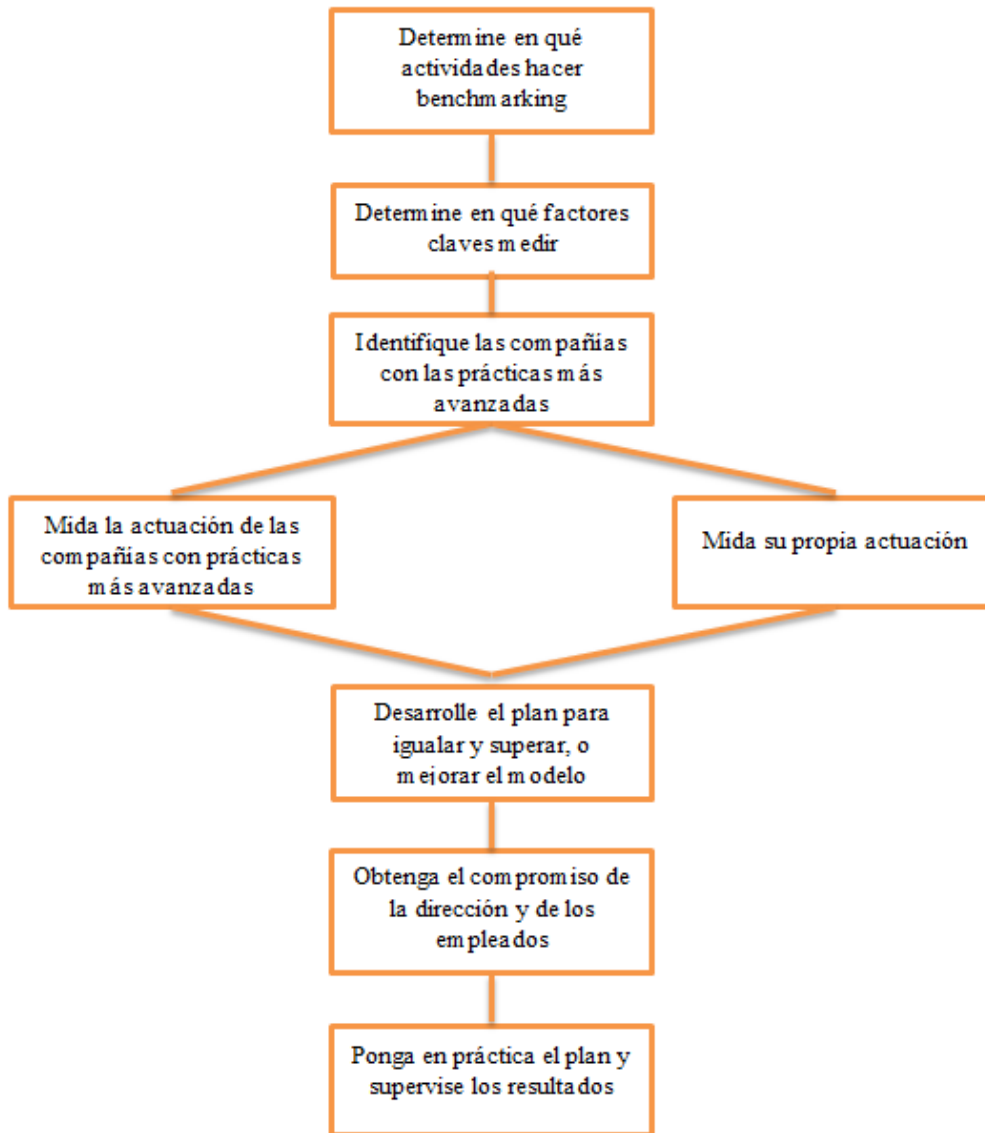 Determine en qué
actividades hacer
benchmarking
Determine en qué factores
claves medir
Identifique las compañías
con las prácticas más
avanzadas
Mida la actuación de las
compañías con prácticas
más avanzadas
Mida su propia actuación
Desarrolle el plan para
igualar y superar, o
mejorar el modelo
Obtenga el compromiso de
la dirección y de los
empleados
Ponga en práctica el plan y
supervise los resultados